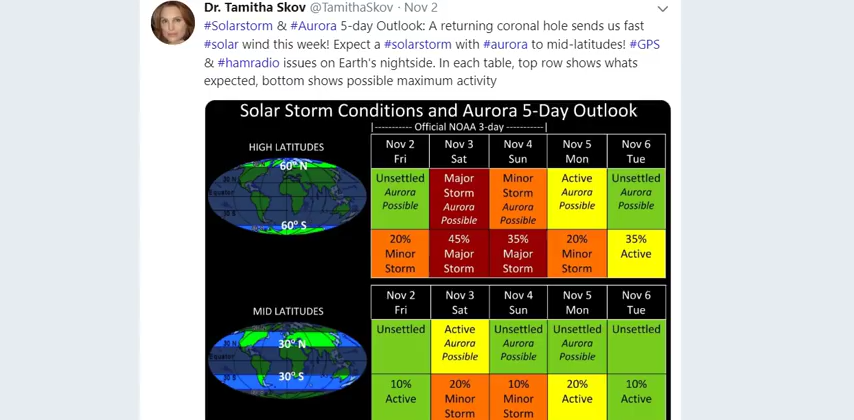 Dr. Tamitha Skov @TamithaSkov · Nov 2
#Solarstorm & #Aurora 5-day Outlook: A returning coronal hole sends us fast
#solar wind this week! Expect a #solarstorm with #aurora to mid-latitudes! #GPS
& #hamradio issues on Earth's nightside. In each table, top row shows whats
expected, bottom shows possible maximum activity
Solar Storm Conditions and Aurora 5-Day Outlook
|----------- Official NOAA 3-day -----------|
HIGH LATITUDES
60° N
30 N
Equator
30 S
60° S
Nov 2 Nov 3 Nov 4 Nov 5 Nov 6
Fri Sat Sun Mon Tue
Unsettled Major Minor Active Unsettled
Aurora Storm Storm Aurora Aurora
Possible Aurora Aurora Possible Possible
Possible Possible
20% 45% 35% 20% 35%
Minor Major Major Minor Active
Storm Storm Storm Storm
MID LATITUDES
30 N 30° N
Equator
30 S 30° S
Nov 2 Nov 3 Nov 4 Nov 5 Nov 6
Fri Sat Sun Mon Tue
Unsettled Active Unsettled Unsettled Unsettled
Aurora Aurora Aurora
Possible Possible Possible
10% 20% 10% 20% 10%
Active Minor Minor Active Active
Storm Storm